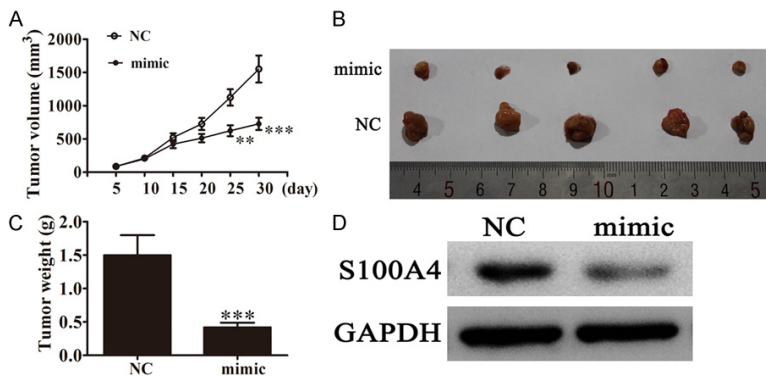 A
Tumor volume (mm3)
2000
1500
1000
500
0
NC
mimic
**
***
5 10 15 20 25 30 (day)
B
mimic
NC
4 5 6 7 8 9 10 1 2 3 4 5
C
Tumor weight (g)
2.0
1.5
1.0
0.5
0.0
***
NC mimic
D
NC mimic
S100A4
GAPDH